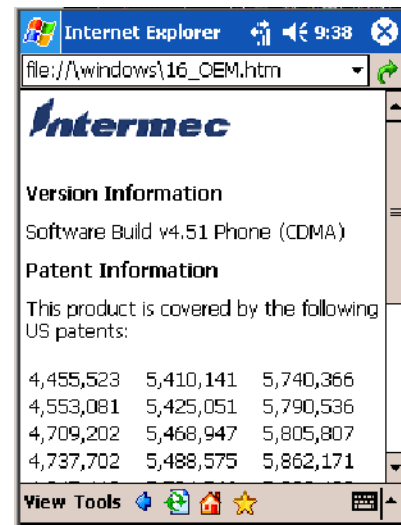 Internet Explorer 9:38
file://\windows\16_OEM.htm
Intermec
Version Information
Software Build v4.51 Phone (CDMA)
Patent Information
This product is covered by the following
US patents:
4,455,523 5,410,141 5,740,366
4,553,081 5,425,051 5,790,536
4,709,202 5,468,947 5,805,807
4,737,702 5,488,575 5,862,171
View Tools